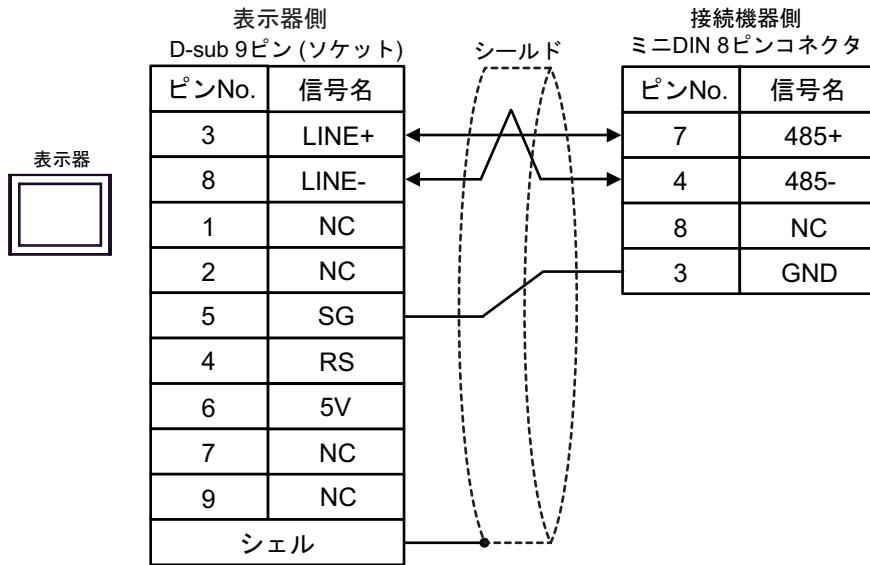 表示器側
D-sub 9ピン (ソケット)
シールド
接続機器側
ミニDIN 8ピンコネクタ
表示器
ピンNo. 信号名
3 LINE+
8 LINE-
1 NC
2 NC
5 SG
4 RS
6 5V
7 NC
9 NC
シェル
ピンNo. 信号名
7 485+
4 485-
8 NC
3 GND